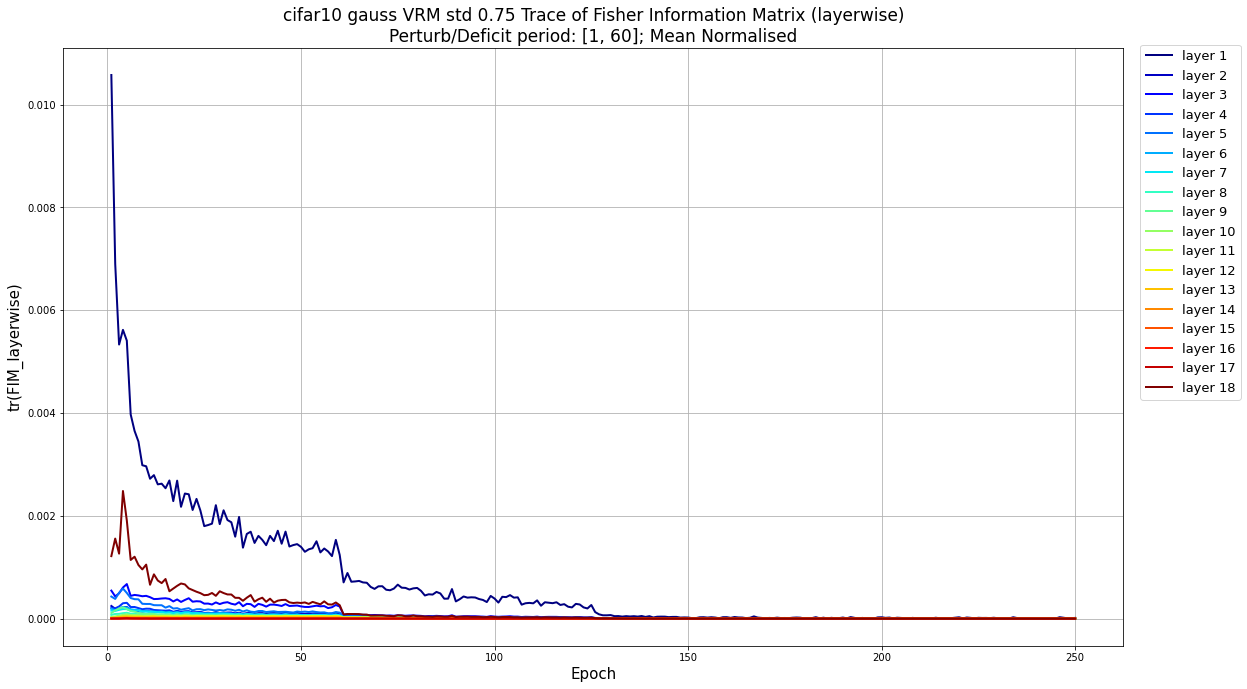 cifar10 gauss VRM std 0.75 Trace of Fisher Information Matrix (layerwise)
Perturb/Deficit period: [1, 60]; Mean Normalised
tr(FIM_layerwise)
0.010
0.008
0.006
0.004
0.002
0.000
0
50
100
150
200
250
Epoch
layer 1
layer 2
layer 3
layer 4
layer 5
layer 6
layer 7
layer 8
layer 9
layer 10
layer 11
layer 12
layer 13
layer 14
layer 15
layer 16
layer 17
layer 18